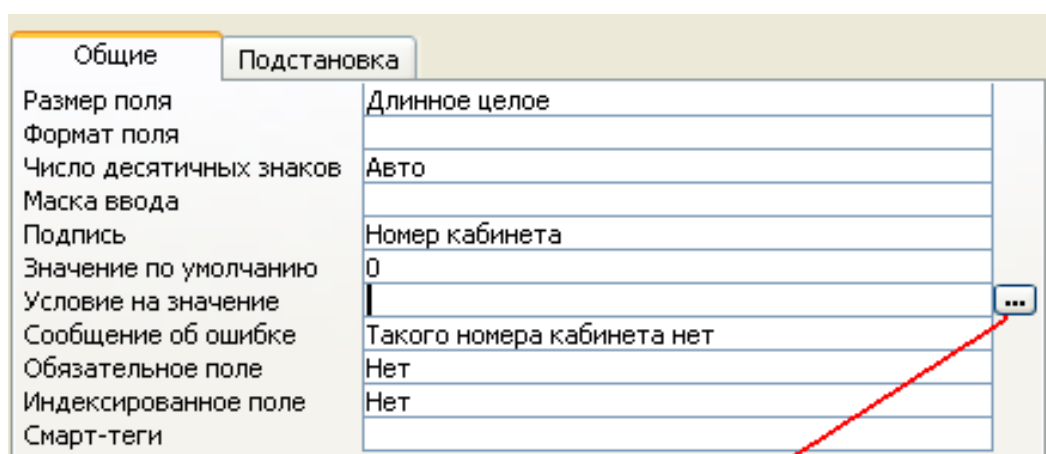 Общие Подстановка
Размер поля Длинное целое
Формат поля
Число десятичных знаков Авто
Маска ввода
Подпись Номер кабинета
Значение по умолчанию 0
Условие на значение ...
Сообщение об ошибке Такого номера кабинета нет
Обязательное поле Нет
Индексированное поле Нет
Смарт-теги